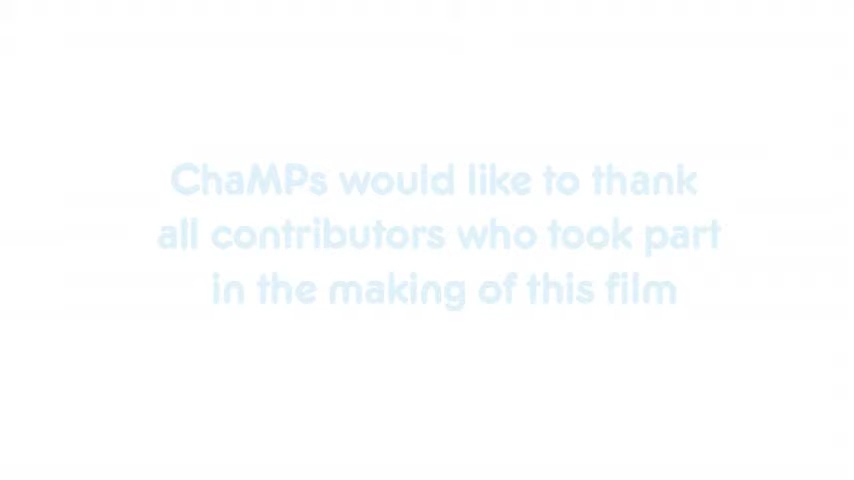 ChaMPs would like to thank
all contributors who took part
in the making of this film